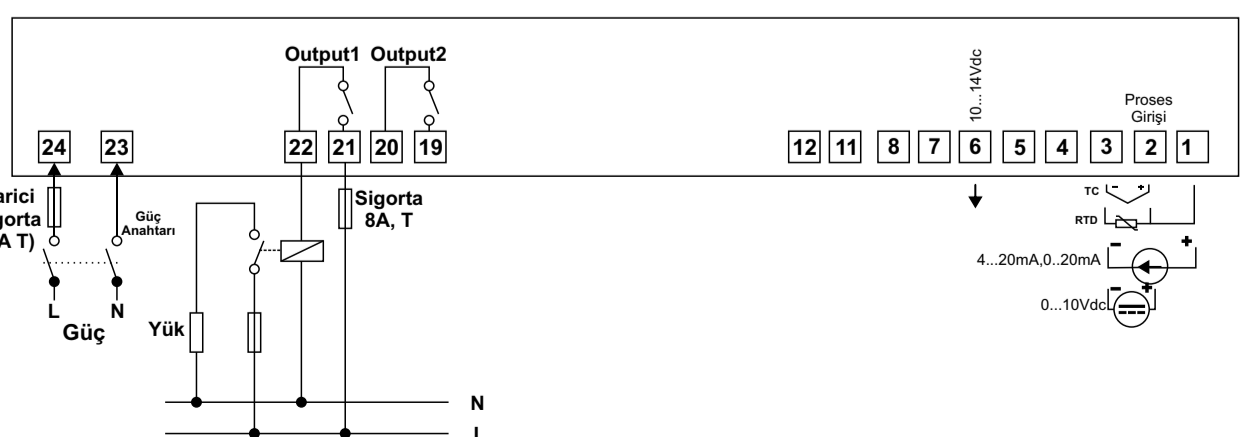 Output1 Output2
10...14Vdc
Proses
Girişi
24 23 22 21 20 19 12 11 8 7 6 5 4 3 2 1
Sigorta
8A, T
Güç
Anahtarı
L N
Güç
Yük
N
TC - +
RTD
4...20mA,0..20mA - +
0...10Vdc - +